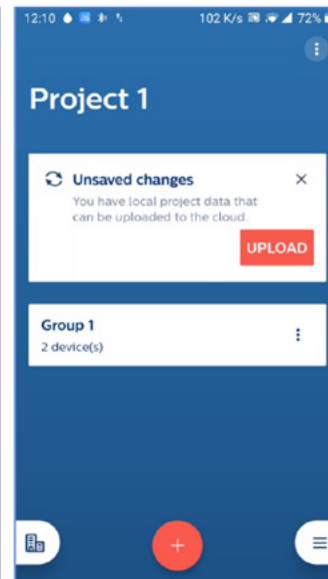 12:10 102 K/s 72%
Project 1
Unsaved changes
You have local project data that
can be uploaded to the cloud.
UPLOAD
Group 1
2 device(s)